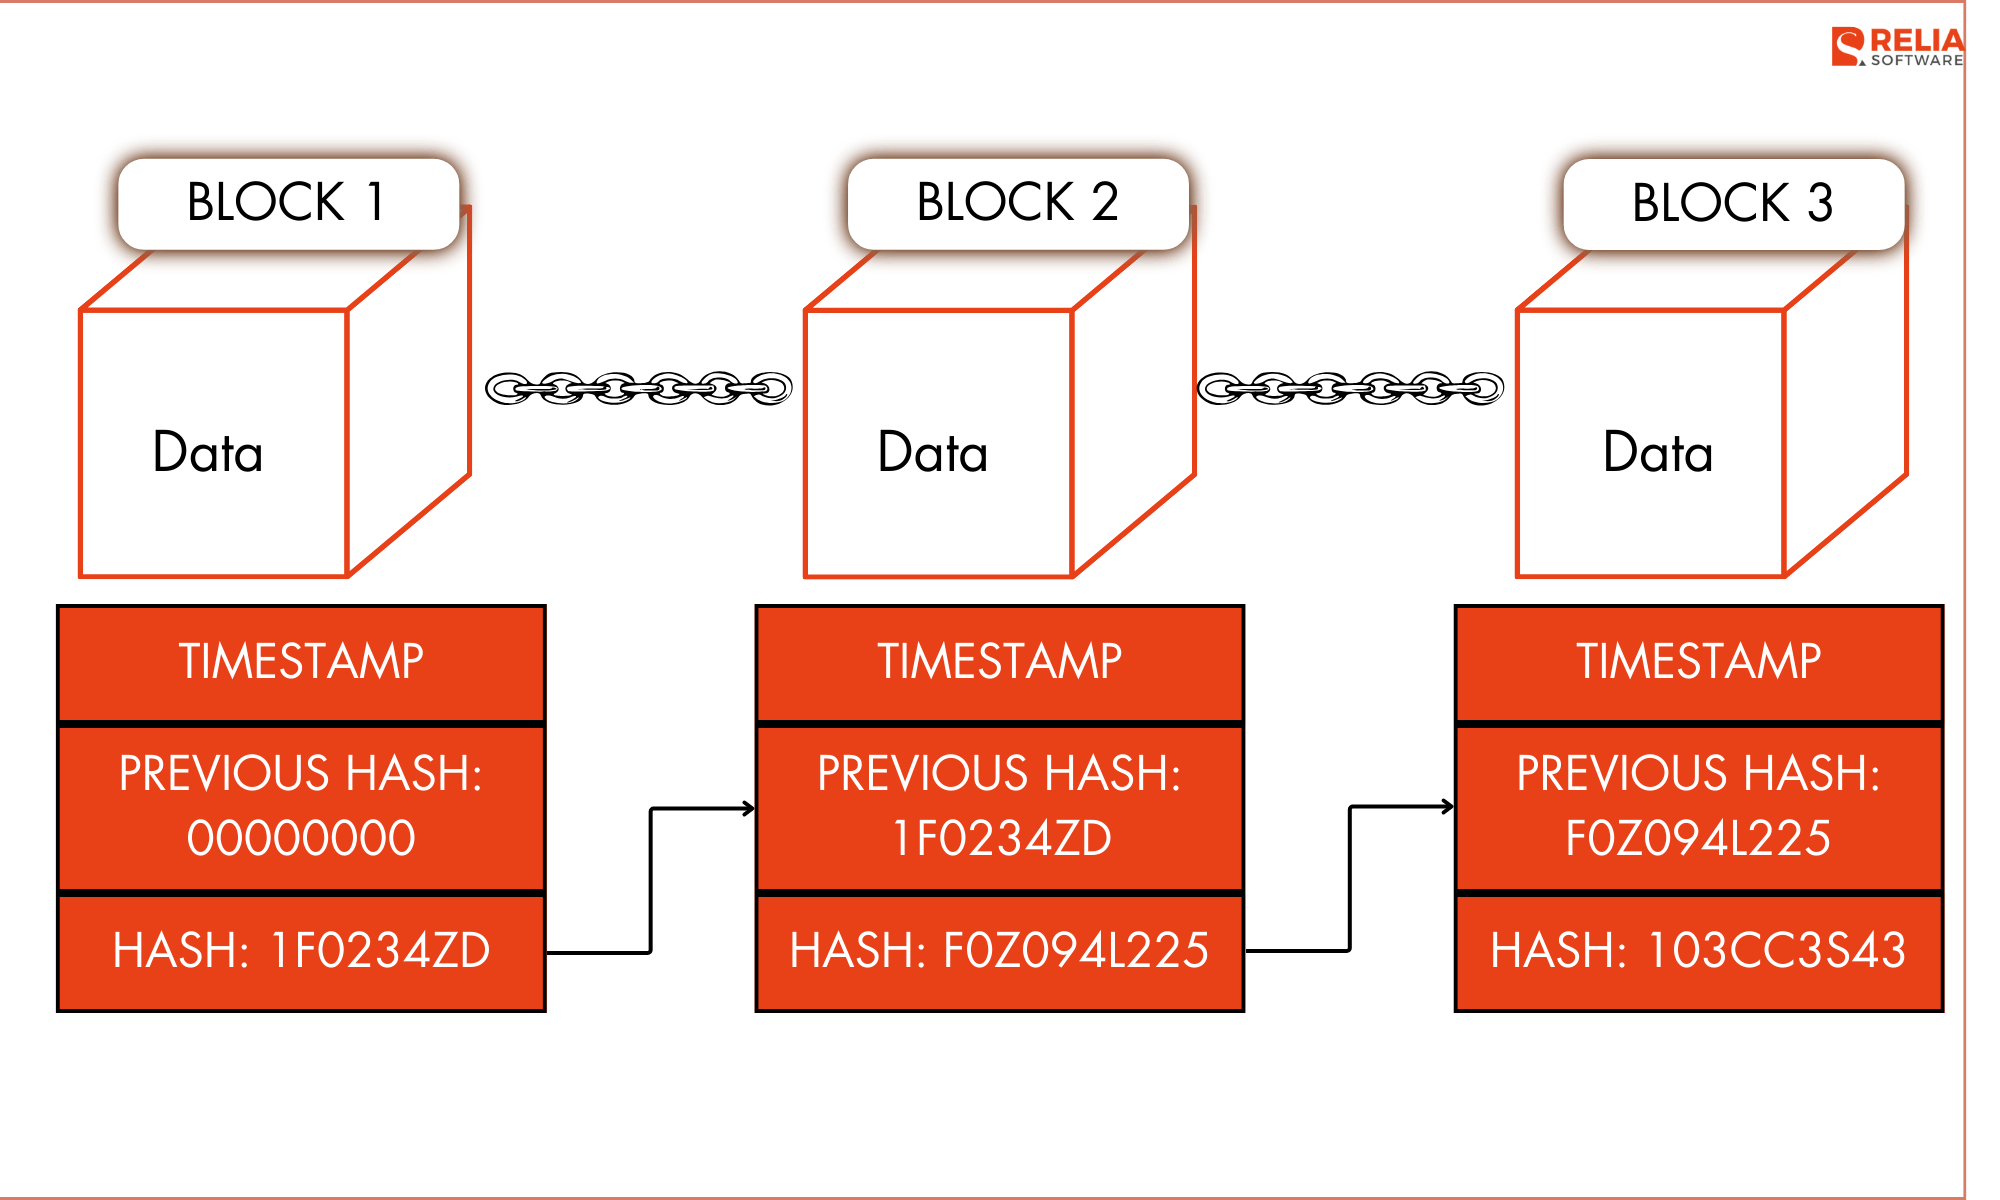 RELIA
SOFTWARE
BLOCK 1
BLOCK 2
BLOCK 3
Data
Data
Data
TIMESTAMP
PREVIOUS HASH:
00000000
HASH: 1F0234ZD
TIMESTAMP
PREVIOUS HASH:
1F0234ZD
HASH: F0Z094L225
TIMESTAMP
PREVIOUS HASH:
F0Z094L225
HASH: 103CC3S43